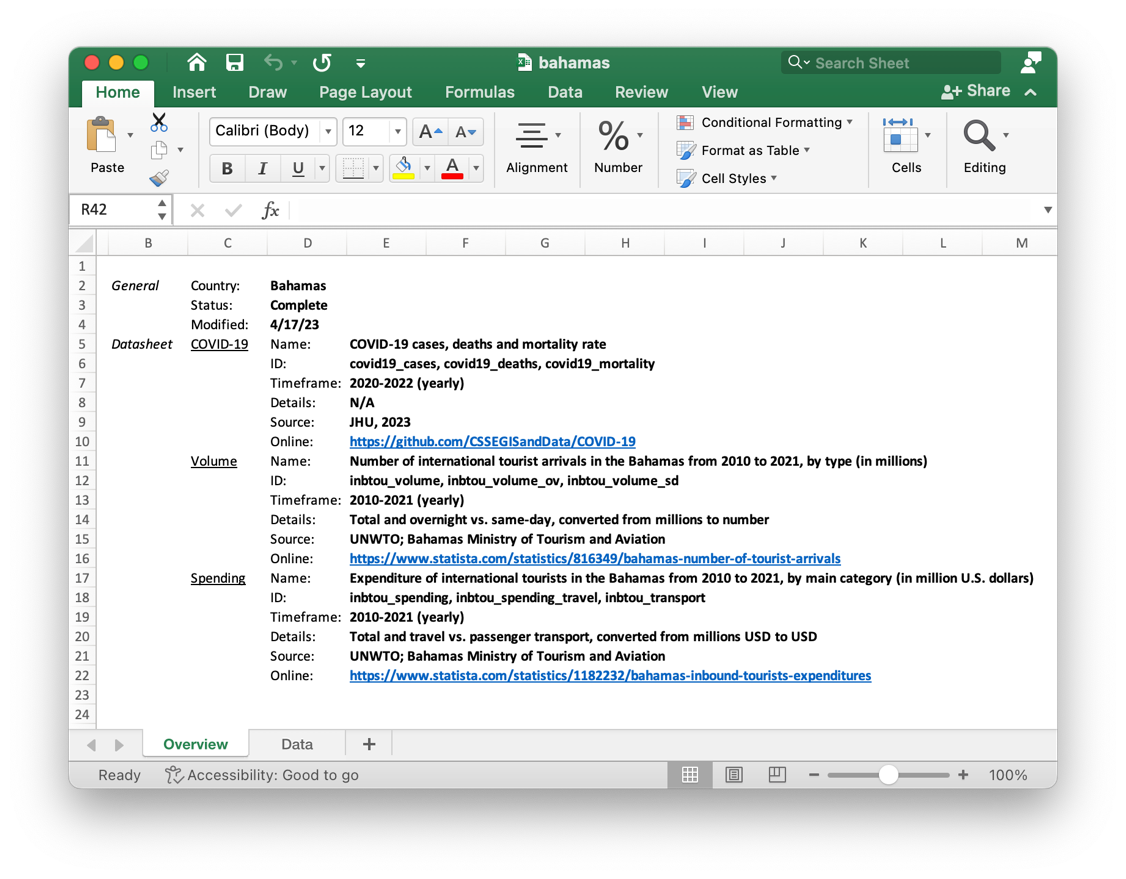 bahamas
Search Sheet
Home Insert Draw Page Layout Formulas Data Review View Share
Paste
Calibri (Body) 12 A A
B I U A
Alignment
% Number
Conditional Formatting
Format as Table
Cell Styles
Cells
Editing
R42 fx
B C D E F G H I J K L M
1
2 General Country: Bahamas
3 Status: Complete
4 Modified: 4/17/23
5 Datasheet COVID-19 Name: COVID-19 cases, deaths and mortality rate
6 ID: covid19_cases, covid19_deaths, covid19_mortality
7 Timeframe: 2020-2022 (yearly)
8 Details: N/A
9 Source: JHU, 2023
10 Online: https://github.com/CSSEGISandData/COVID-19
11 Volume Name: Number of international tourist arrivals in the Bahamas from 2010 to 2021, by type (in millions)
12 ID: inbtou_volume, inbtou_volume_ov, inbtou_volume_sd
13 Timeframe: 2010-2021 (yearly)
14 Details: Total and overnight vs. same-day, converted from millions to number
15 Source: UNWTO; Bahamas Ministry of Tourism and Aviation
16 Online: https://www.statista.com/statistics/816349/bahamas-number-of-tourist-arrivals
17 Spending Name: Expenditure of international tourists in the Bahamas from 2010 to 2021, by main category (in million U.S. dollars)
18 ID: inbtou_spending, inbtou_spending_travel, inbtou_transport
19 Timeframe: 2010-2021 (yearly)
20 Details: Total and travel vs. passenger transport, converted from millions USD to USD
21 Source: UNWTO; Bahamas Ministry of Tourism and Aviation
22 Online: https://www.statista.com/statistics/1182232/bahamas-inbound-tourists-expenditures
23
24
Overview Data +
Ready Accessibility: Good to go − + 100%